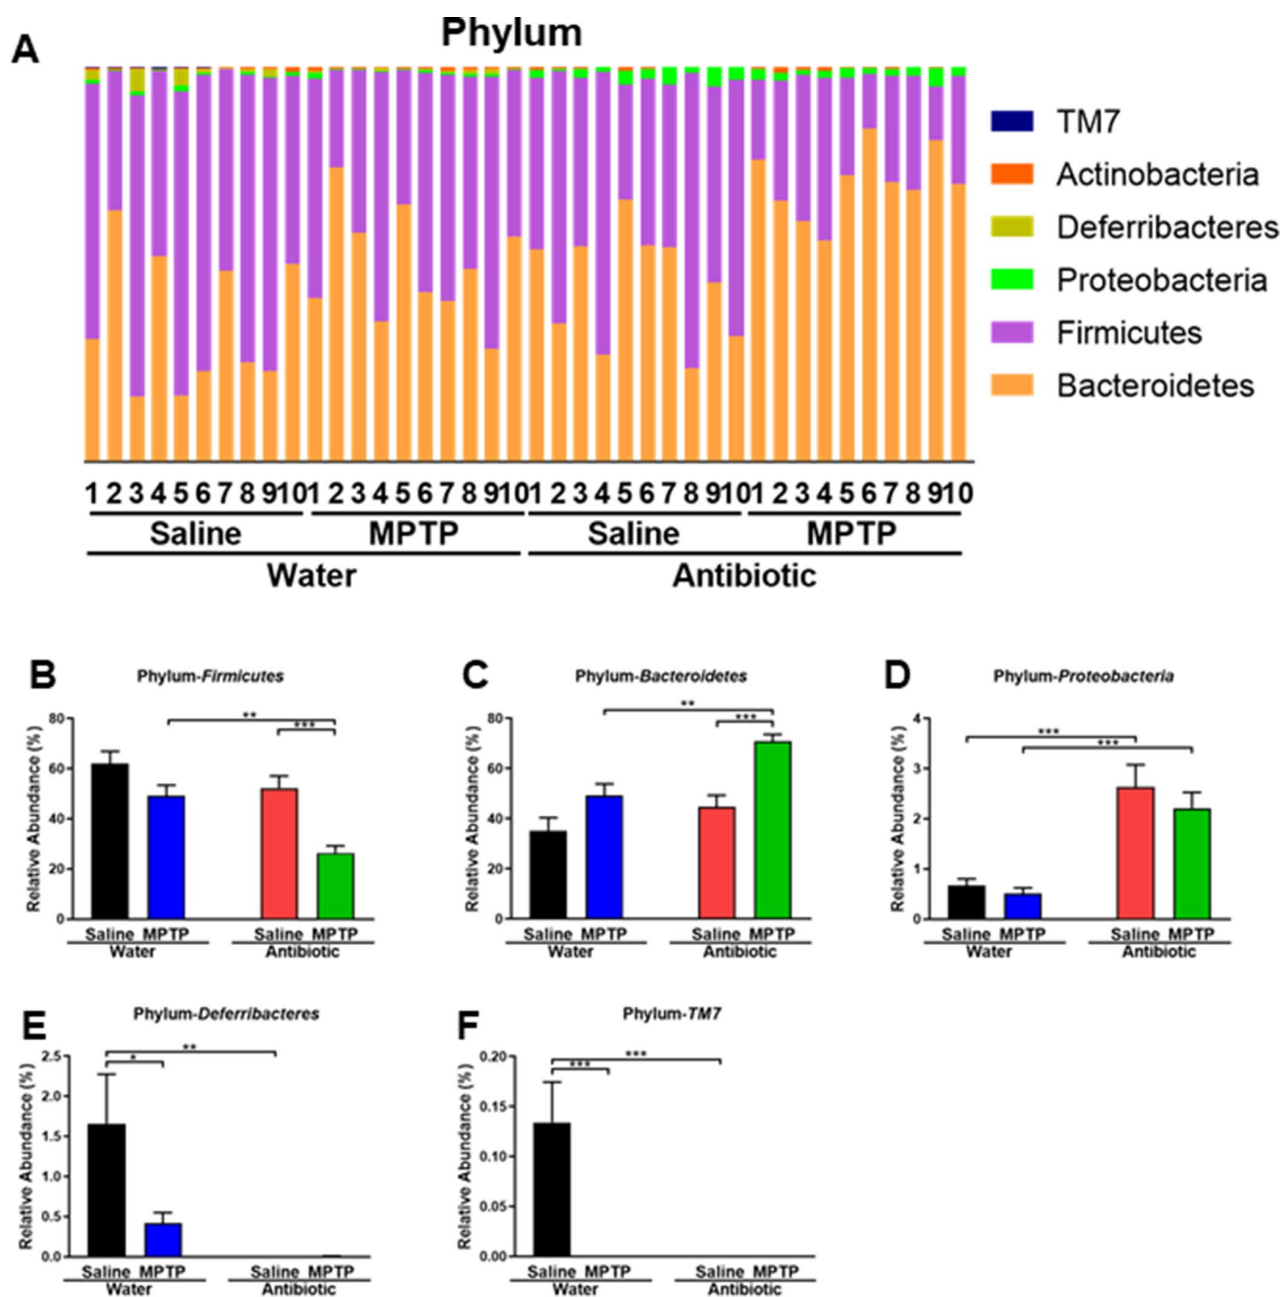 A
Phylum
TM7
Actinobacteria
Deferribacteres
Proteobacteria
Firmicutes
Bacteroidetes
1 2 3 4 5 6 7 8 9 10 1 2 3 4 5 6 7 8 9 10 1 2 3 4 5 6 7 8 9 10 1 2 3 4 5 6 7 8 9 10
Saline MPTP Saline MPTP
Water Antibiotic
B
Phylum-Firmicutes
Relative Abundance (%)
80
60
40
20
0
** ***
Saline MPTP Saline MPTP
Water Antibiotic
C
Phylum-Bacteroidetes
Relative Abundance (%)
80
60
40
20
0
** ***
Saline MPTP Saline MPTP
Water Antibiotic
D
Phylum-Proteobacteria
Relative Abundance (%)
4
3
2
1
0
*** ***
Saline MPTP Saline MPTP
Water Antibiotic
E
Phylum-Deferribacteres
Relative Abundance (%)
2.5
2.0
1.5
1.0
0.5
0.0
** *
Saline MPTP Saline MPTP
Water Antibiotic
F
Phylum-TM7
Relative Abundance (%)
0.20
0.15
0.10
0.05
0.00
*** ***
Saline MPTP Saline MPTP
Water Antibiotic